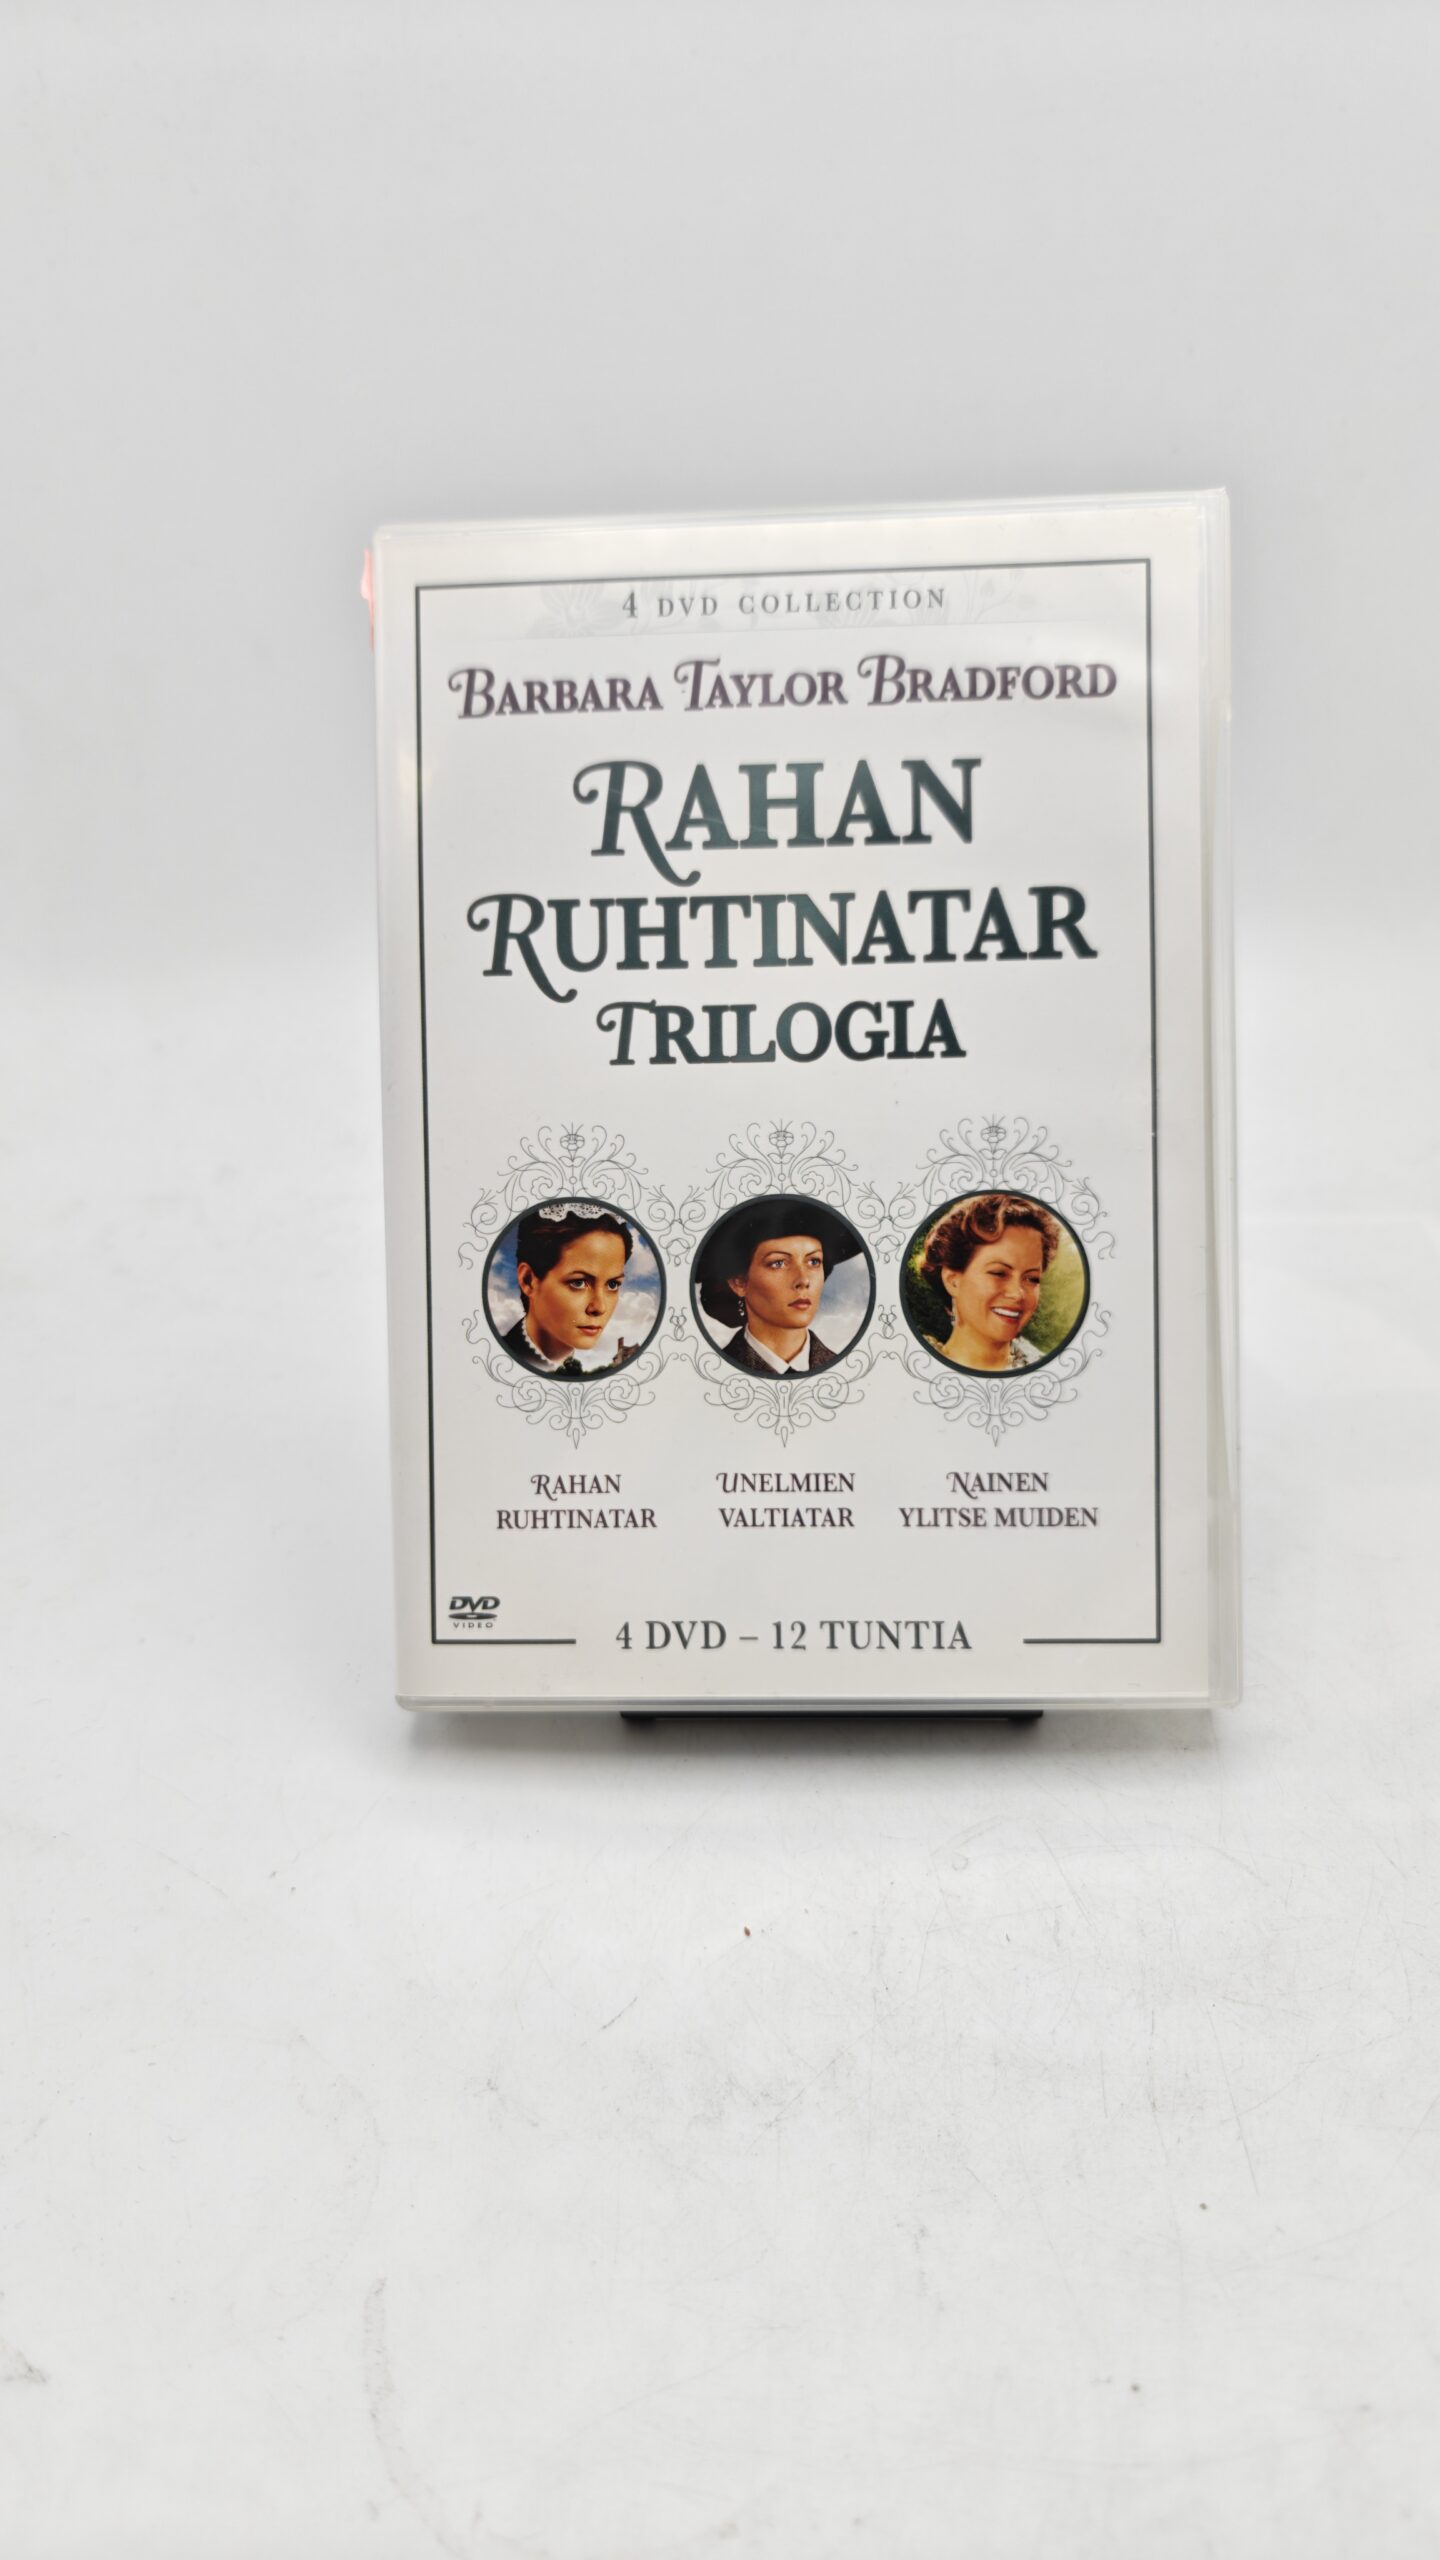 4 DVD COLLECTION
BARBARA TAYLOR BRADFORD
RAHAN
RUHTINATAR
TRILOGIA
RAHAN
RUHTINATAR
UNELMIEN
VALTIATAR
NAINEN
YLITSE MUIDEN
DVD
VIDEO
4 DVD – 12 TUNTIA